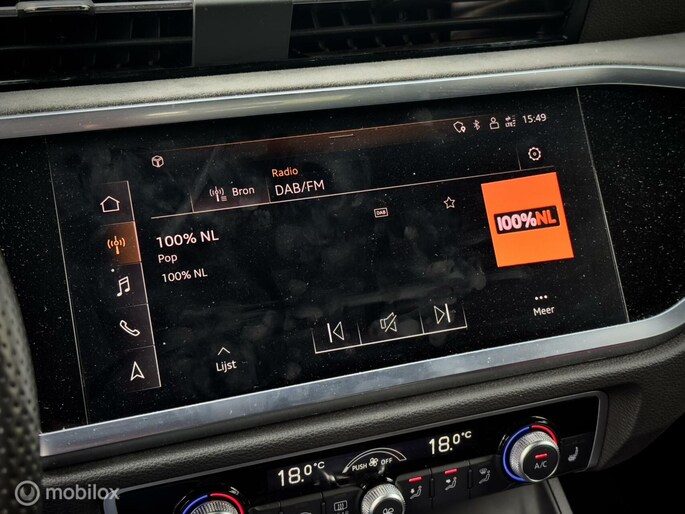 15:49
Radio
Bron
DAB/FM
DAB
100% NL
Pop
100% NL
100%NL
Meer
Lijst
18.0°C
PUSH OFF
18.0°C
A/C
mobilox